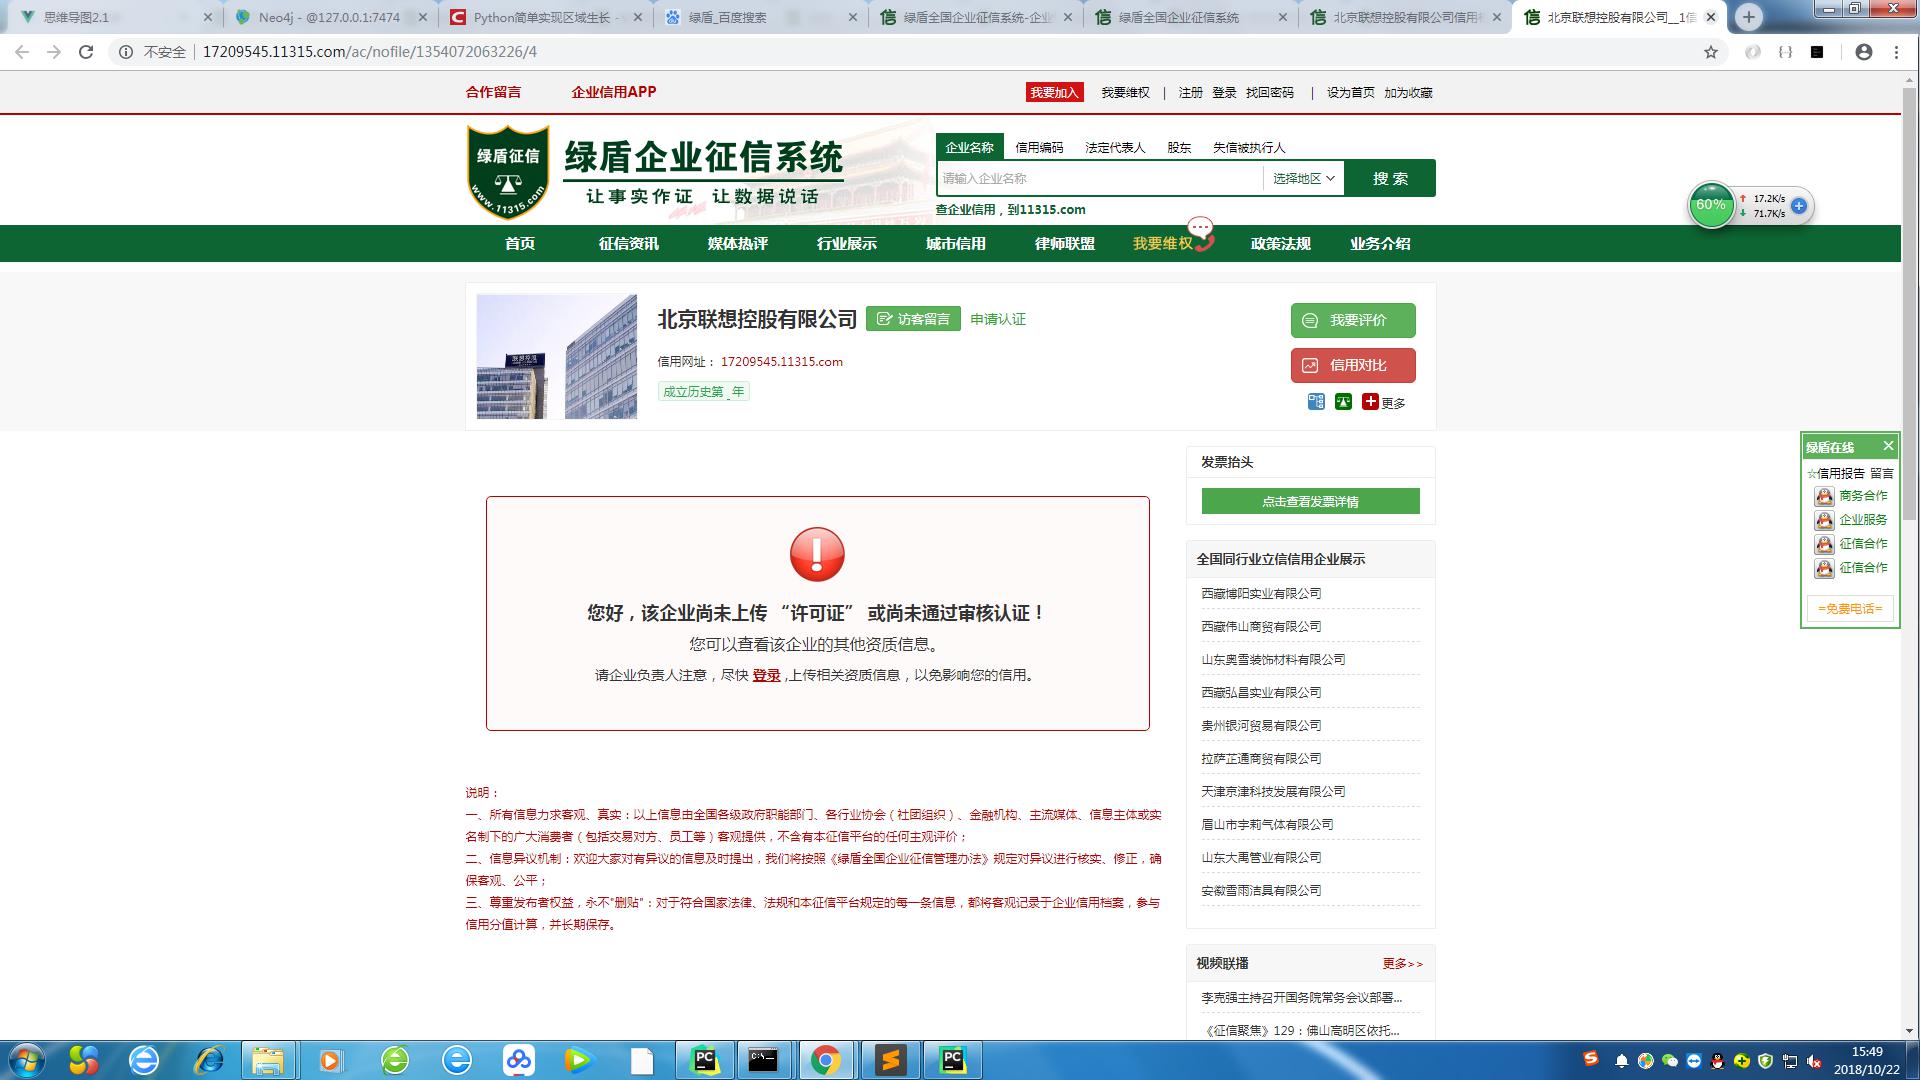 思维导图2.1
Neo4j - @127.0.0.1:7474
Python简单实现区域生长 -
绿盾_百度搜索
绿盾全国企业征信系统-企业
绿盾全国企业征信系统
北京联想控股有限公司信用
北京联想控股有限公司__1信
不安全 | 17209545.11315.com/ac/nofile/1354072063226/4
合作留言 企业信用APP 我要加入 我要维权 | 注册 登录 找回密码 | 设为首页 加为收藏
绿盾征信
www.11315.com
绿盾企业征信系统
让事实作证 让数据说话
企业名称 信用编码 法定代表人 股东 失信被执行人
请输入企业名称 选择地区 搜 索
查企业信用，到11315.com
60%
17.2K/s
71.7K/s
首页 征信资讯 媒体热评 行业展示 城市信用 律师联盟 我要维权 政策法规 业务介绍
联想控股
北京联想控股有限公司 访客留言 申请认证
信用网址： 17209545.11315.com
成立历史第_年
我要评价
信用对比
更多
您好，该企业尚未上传 “许可证” 或尚未通过审核认证！
您可以查看该企业的其他资质信息。
请企业负责人注意，尽快 登录 ,上传相关资质信息，以免影响您的信用。
说明：
一、所有信息力求客观、真实：以上信息由全国各级政府职能部门、各行业协会（社团组织）、金融机构、主流媒体、信息主体或实
名制下的广大消费者（包括交易对方、员工等）客观提供，不含有本征信平台的任何主观评价；
二、信息异议机制：欢迎大家对有异议的信息及时提出，我们将按照《绿盾全国企业征信管理办法》规定对异议进行核实、修正，确
保客观、公平；
三、尊重发布者权益，永不"删贴"：对于符合国家法律、法规和本征信平台规定的每一条信息，都将客观记录于企业信用档案，参与
信用分值计算，并长期保存。
发票抬头
点击查看发票详情
全国同行业立信信用企业展示
西藏博阳实业有限公司
西藏伟山商贸有限公司
山东奥雪装饰材料有限公司
西藏弘昌实业有限公司
贵州银河贸易有限公司
拉萨芷通商贸有限公司
天津京津科技发展有限公司
眉山市宇莉气体有限公司
山东大禹管业有限公司
安徽雪雨洁具有限公司
视频联播 更多>>
李克强主持召开国务院常务会议部署...
《征信聚焦》129：佛山高明区依托...
绿盾在线
☆信用报告 留言
商务合作
企业服务
征信合作
征信合作
=免费电话=
15:49
2018/10/22